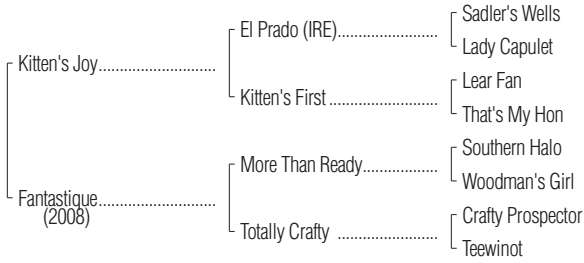 Sadler's Wells
El Prado (IRE)..........................
Lady Capulet
Kitten's Joy..............................
Lear Fan
Kitten's First ............................
That's My Hon
Southern Halo
More Than Ready...................
Woodman's Girl
Fantastique..............................
(2008)
Crafty Prospector
Totally Crafty ..........................
Teewinot